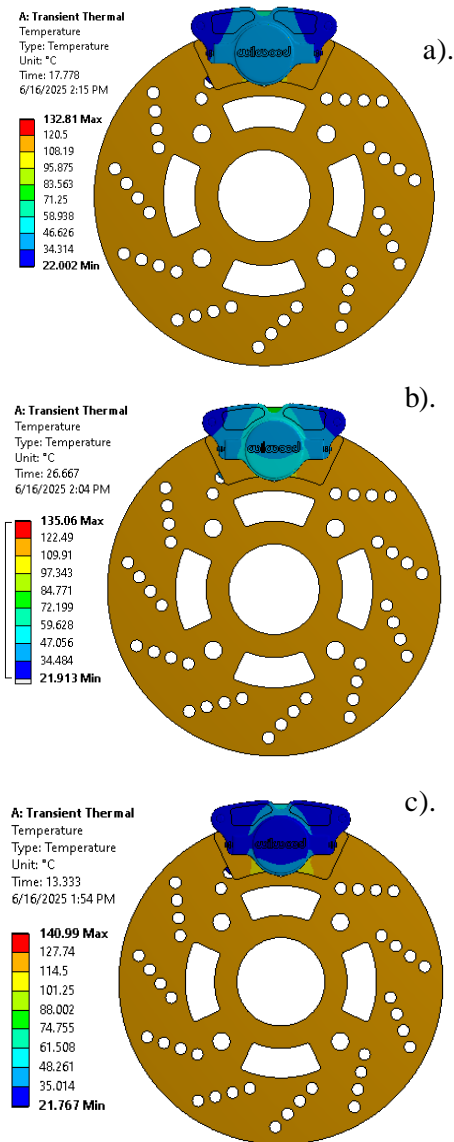 A: Transient Thermal
Temperature
Type: Temperature
Unit: °C
Time: 17.778
6/16/2025 2:15 PM
132.81 Max
120.5
108.19
95.875
83.563
71.25
58.938
46.626
34.314
22.002 Min
wilwood
a).
A: Transient Thermal
Temperature
Type: Temperature
Unit: °C
Time: 26.667
6/16/2025 2:04 PM
135.06 Max
122.49
109.91
97.343
84.771
72.199
59.628
47.056
34.484
21.913 Min
wilwood
b).
A: Transient Thermal
Temperature
Type: Temperature
Unit: °C
Time: 13.333
6/16/2025 1:54 PM
140.99 Max
127.74
114.5
101.25
88.002
74.755
61.508
48.261
35.014
21.767 Min
wilwood
c).